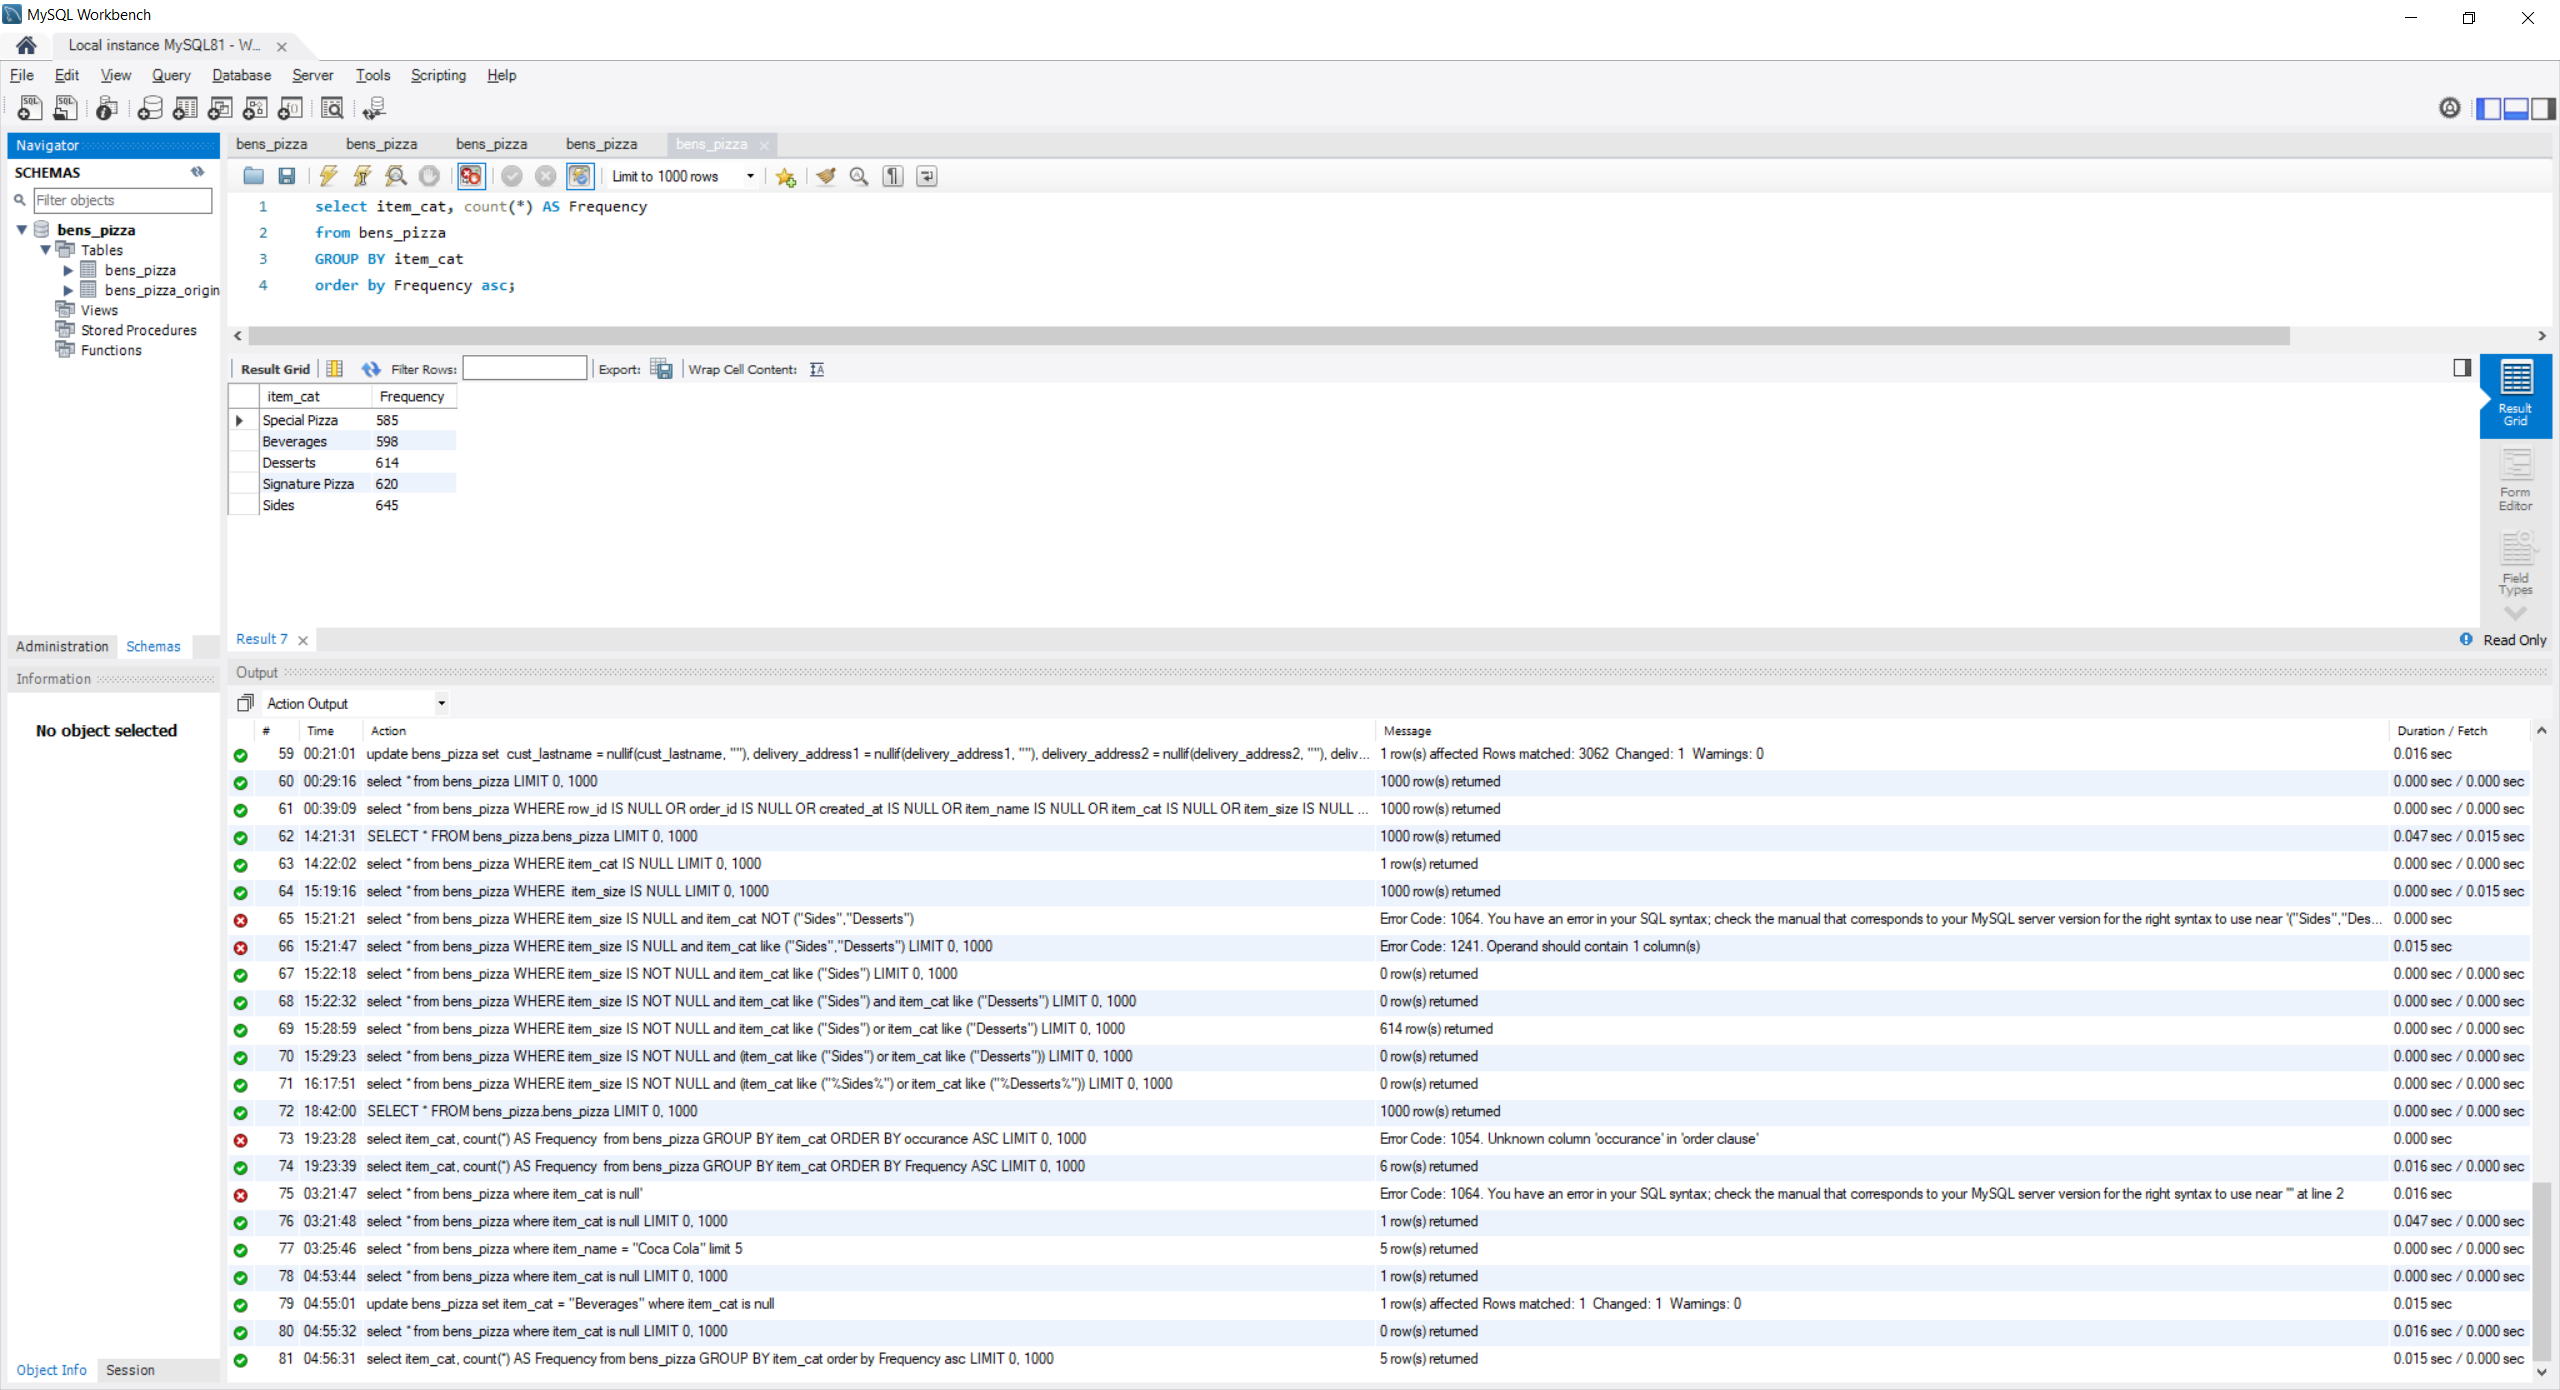 MySQL Workbench
Local instance MySQL81 - W...
File Edit View Query Database Server Tools Scripting Help
Navigator
SCHEMAS
Filter objects
bens_pizza
Tables
bens_pizza
bens_pizza_origin
Views
Stored Procedures
Functions
Administration Schemas
Information
No object selected
Object Info Session
bens_pizza bens_pizza bens_pizza bens_pizza bens_pizza
Limit to 1000 rows
1 select item_cat, count(*) AS Frequency
2 from bens_pizza
3 GROUP BY item_cat
4 order by Frequency asc;
Result Grid Filter Rows: Export: Wrap Cell Content:
item_cat Frequency
Special Pizza 585
Beverages 598
Desserts 614
Signature Pizza 620
Sides 645
Result Grid
Form Editor
Field Types
Result 7
Read Only
Output
Action Output
# Time Action Message Duration / Fetch
59 00:21:01 update bens_pizza set cust_lastname = nullif(cust_lastname, ""), delivery_address1 = nullif(delivery_address1, ""), delivery_address2 = nullif(delivery_address2, ""), deliv... 1 row(s) affected Rows matched: 3062 Changed: 1 Warnings: 0 0.016 sec
60 00:29:16 select * from bens_pizza LIMIT 0, 1000 1000 row(s) returned 0.000 sec / 0.000 sec
61 00:39:09 select * from bens_pizza WHERE row_id IS NULL OR order_id IS NULL OR created_at IS NULL OR item_name IS NULL OR item_cat IS NULL OR item_size IS NULL ... 1000 row(s) returned 0.000 sec / 0.000 sec
62 14:21:31 SELECT * FROM bens_pizza.bens_pizza LIMIT 0, 1000 1000 row(s) returned 0.047 sec / 0.015 sec
63 14:22:02 select * from bens_pizza WHERE item_cat IS NULL LIMIT 0, 1000 1 row(s) returned 0.000 sec / 0.000 sec
64 15:19:16 select * from bens_pizza WHERE item_size IS NULL LIMIT 0, 1000 1000 row(s) returned 0.000 sec / 0.015 sec
65 15:21:21 select * from bens_pizza WHERE item_size IS NULL and item_cat NOT ("Sides","Desserts") Error Code: 1064. You have an error in your SQL syntax; check the manual that corresponds to your MySQL server version for the right syntax to use near '("Sides","Des... 0.000 sec
66 15:21:47 select * from bens_pizza WHERE item_size IS NULL and item_cat like ("Sides","Desserts") LIMIT 0, 1000 Error Code: 1241. Operand should contain 1 column(s) 0.015 sec
67 15:22:18 select * from bens_pizza WHERE item_size IS NOT NULL and item_cat like ("Sides") LIMIT 0, 1000 0 row(s) returned 0.000 sec / 0.000 sec
68 15:22:32 select * from bens_pizza WHERE item_size IS NOT NULL and item_cat like ("Sides") and item_cat like ("Desserts") LIMIT 0, 1000 0 row(s) returned 0.000 sec / 0.000 sec
69 15:28:59 select * from bens_pizza WHERE item_size IS NOT NULL and item_cat like ("Sides") or item_cat like ("Desserts") LIMIT 0, 1000 614 row(s) returned 0.000 sec / 0.000 sec
70 15:29:23 select * from bens_pizza WHERE item_size IS NOT NULL and (item_cat like ("Sides") or item_cat like ("Desserts")) LIMIT 0, 1000 0 row(s) returned 0.000 sec / 0.000 sec
71 16:17:51 select * from bens_pizza WHERE item_size IS NOT NULL and (item_cat like ("%Sides%") or item_cat like ("%Desserts%")) LIMIT 0, 1000 0 row(s) returned 0.000 sec / 0.000 sec
72 18:42:00 SELECT * FROM bens_pizza.bens_pizza LIMIT 0, 1000 1000 row(s) returned 0.000 sec / 0.000 sec
73 19:23:28 select item_cat, count(*) AS Frequency from bens_pizza GROUP BY item_cat ORDER BY occurance ASC LIMIT 0, 1000 Error Code: 1054. Unknown column 'occurance' in 'order clause' 0.000 sec
74 19:23:39 select item_cat, count(*) AS Frequency from bens_pizza GROUP BY item_cat ORDER BY Frequency ASC LIMIT 0, 1000 6 row(s) returned 0.016 sec / 0.000 sec
75 03:21:47 select * from bens_pizza where item_cat is null' Error Code: 1064. You have an error in your SQL syntax; check the manual that corresponds to your MySQL server version for the right syntax to use near ''' at line 2 0.016 sec
76 03:21:48 select * from bens_pizza where item_cat is null LIMIT 0, 1000 1 row(s) returned 0.047 sec / 0.000 sec
77 03:25:46 select * from bens_pizza where item_name = "Coca Cola" limit 5 5 row(s) returned 0.000 sec / 0.000 sec
78 04:53:44 select * from bens_pizza where item_cat is null LIMIT 0, 1000 1 row(s) returned 0.000 sec / 0.000 sec
79 04:55:01 update bens_pizza set item_cat = "Beverages" where item_cat is null 1 row(s) affected Rows matched: 1 Changed: 1 Warnings: 0 0.015 sec
80 04:55:32 select * from bens_pizza where item_cat is null LIMIT 0, 1000 0 row(s) returned 0.016 sec / 0.000 sec
81 04:56:31 select item_cat, count(*) AS Frequency from bens_pizza GROUP BY item_cat order by Frequency asc LIMIT 0, 1000 5 row(s) returned 0.015 sec / 0.000 sec